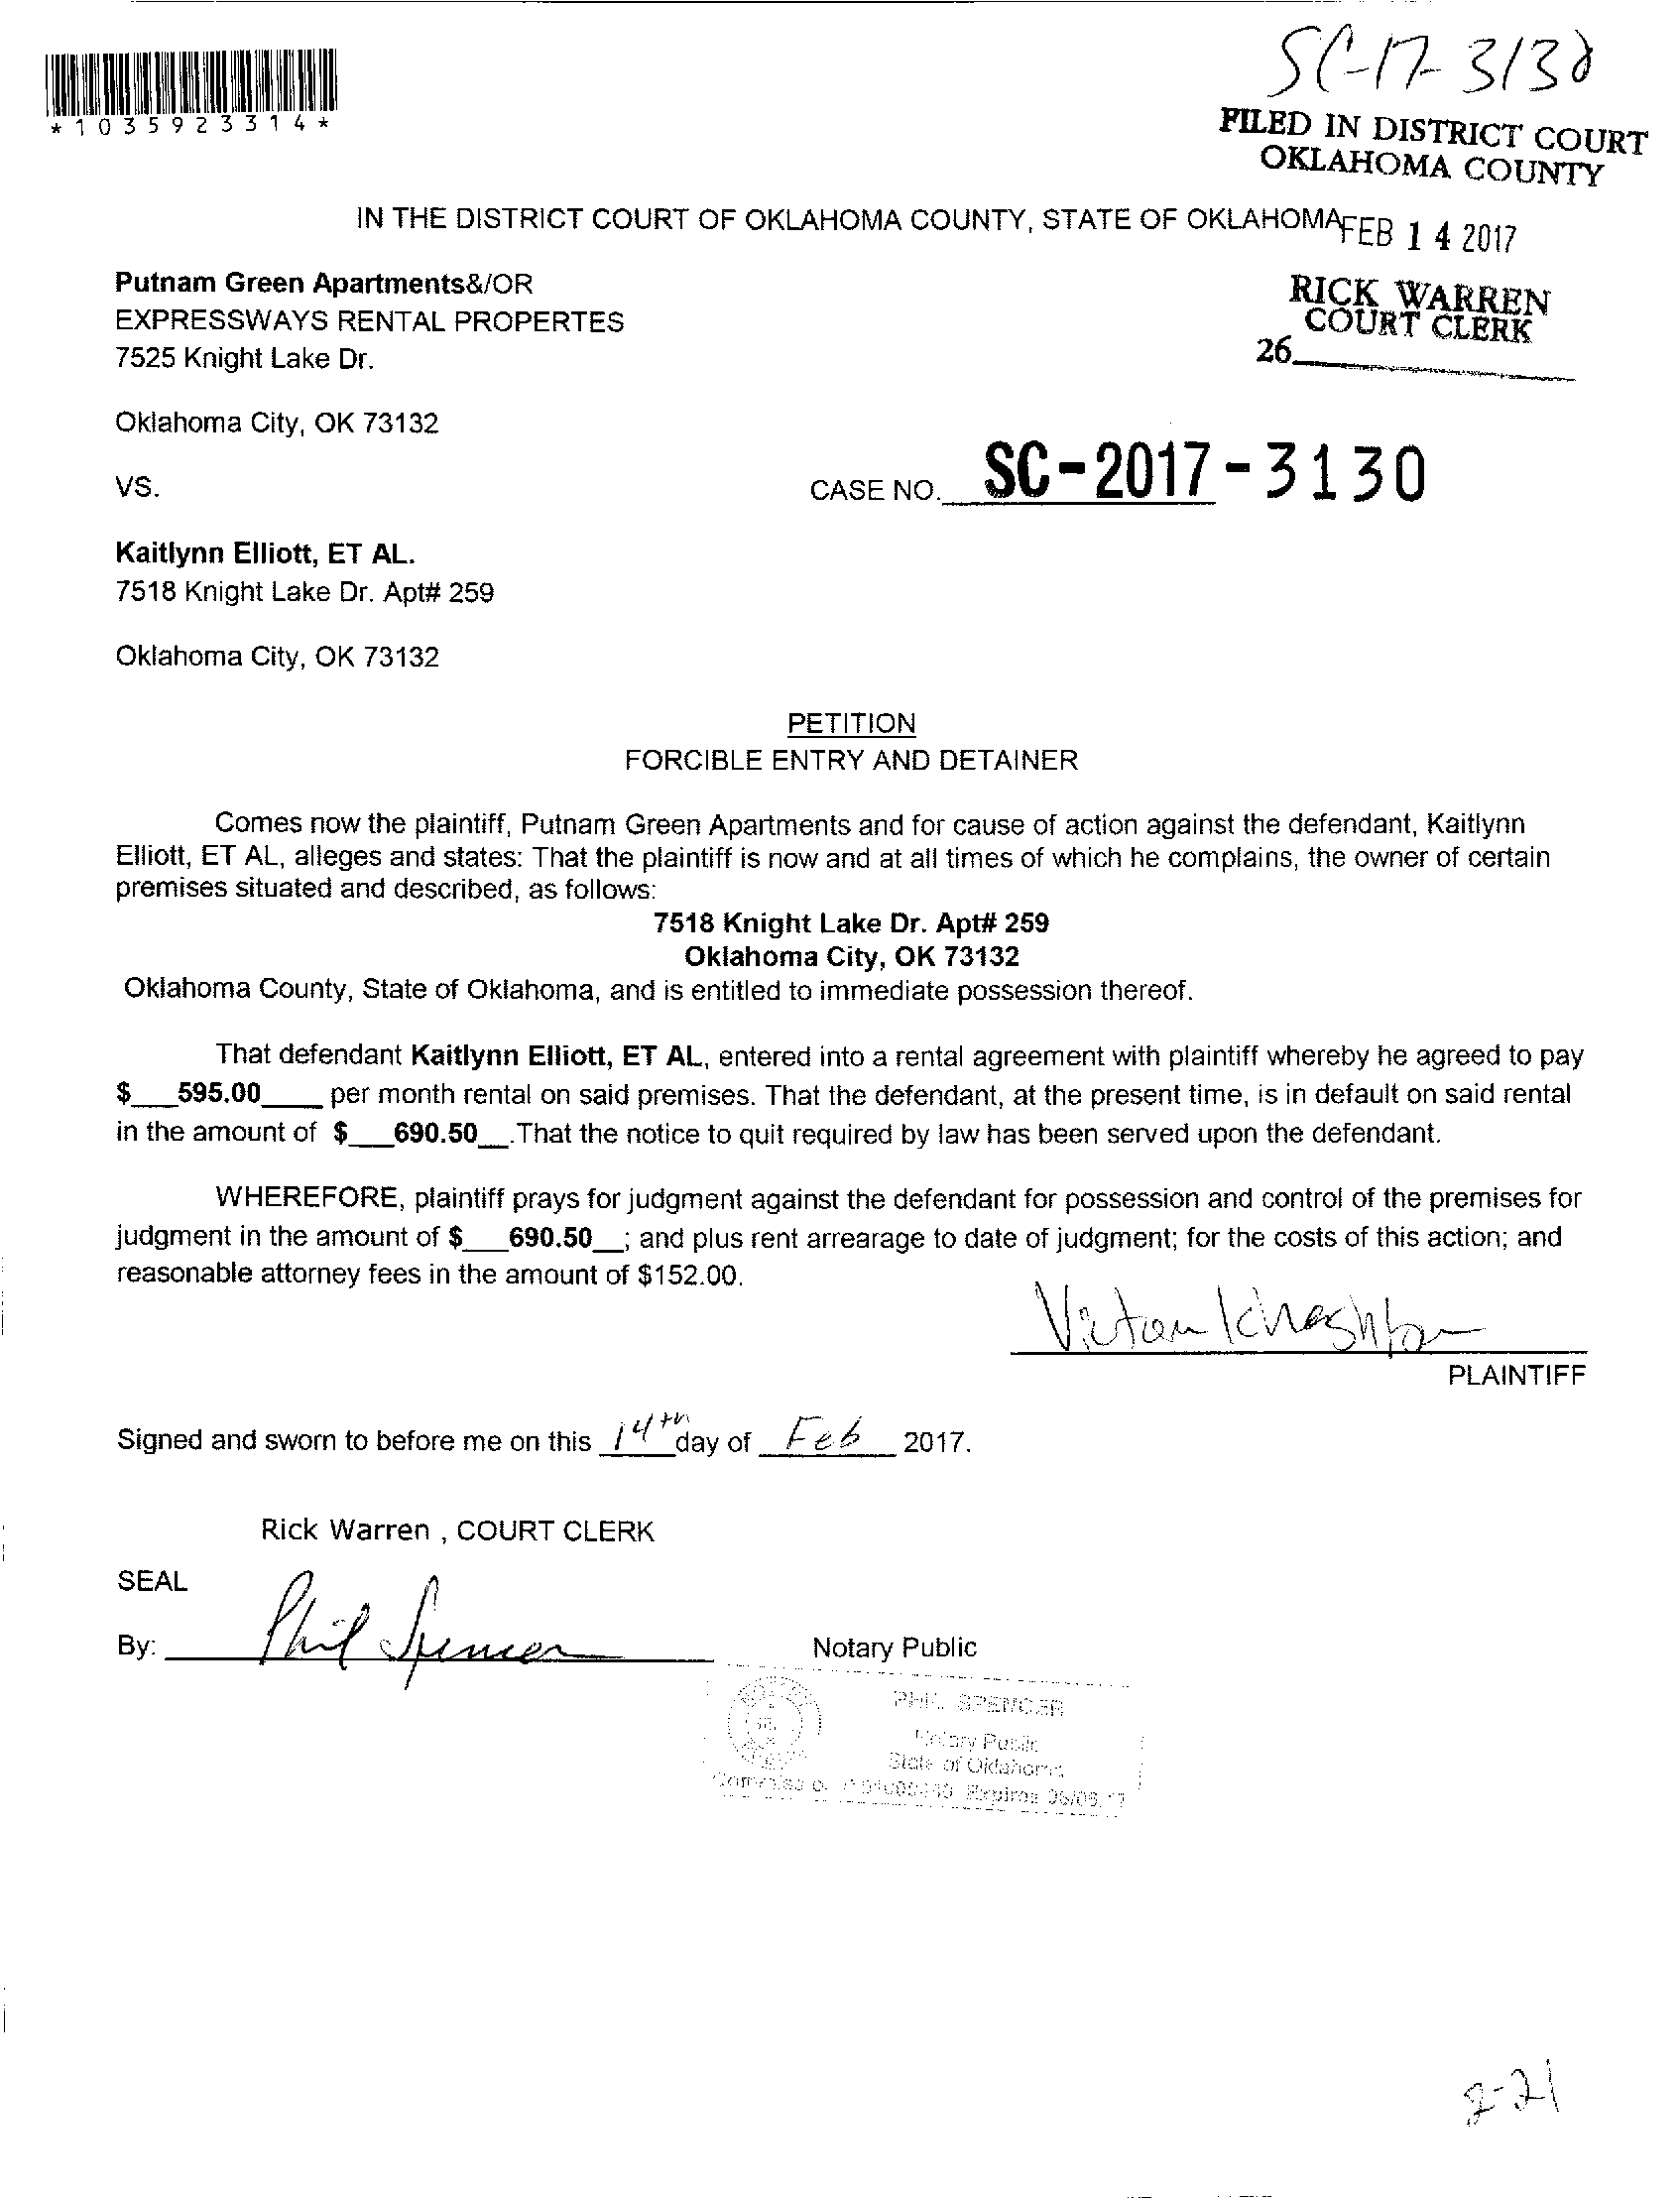 SC-17-3130
*1035923314*
FILED IN DISTRICT COURT
OKLAHOMA COUNTY
IN THE DISTRICT COURT OF OKLAHOMA COUNTY, STATE OF OKLAHOMA
FEB 14 2017
Putnam Green Apartments&/OR
EXPRESSWAYS RENTAL PROPERTES
7525 Knight Lake Dr.
RICK WARREN
COURT CLERK
26
Oklahoma City, OK 73132
VS.
CASE NO. SC-2017-3130
Kaitlynn Elliott, ET AL.
7518 Knight Lake Dr. Apt# 259
Oklahoma City, OK 73132
PETITION
FORCIBLE ENTRY AND DETAINER
Comes now the plaintiff, Putnam Green Apartments and for cause of action against the defendant, Kaitlynn
Elliott, ET AL, alleges and states: That the plaintiff is now and at all times of which he complains, the owner of certain
premises situated and described, as follows:
7518 Knight Lake Dr. Apt# 259
Oklahoma City, OK 73132
Oklahoma County, State of Oklahoma, and is entitled to immediate possession thereof.
That defendant Kaitlynn Elliott, ET AL, entered into a rental agreement with plaintiff whereby he agreed to pay
$___595.00____ per month rental on said premises. That the defendant, at the present time, is in default on said rental
in the amount of $___690.50__.That the notice to quit required by law has been served upon the defendant.
WHEREFORE, plaintiff prays for judgment against the defendant for possession and control of the premises for
judgment in the amount of $___690.50__; and plus rent arrearage to date of judgment; for the costs of this action; and
reasonable attorney fees in the amount of $152.00.
PLAINTIFF
Signed and sworn to before me on this 14th day of Feb 2017.
Rick Warren , COURT CLERK
SEAL
By: Phil Spencer
Notary Public
PHIL SPENCER
Notary Public
State of Oklahoma
Expires
2-21